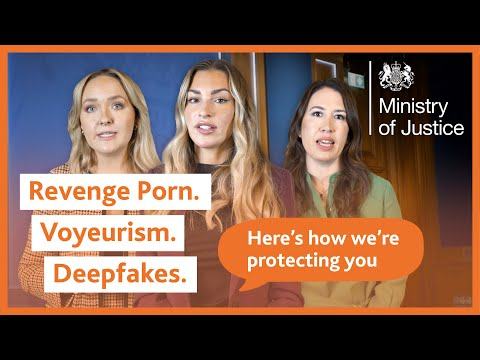 Ministry
of Justice
Revenge Porn.
Voyeurism.
Deepfakes.
Here's how we're
protecting you